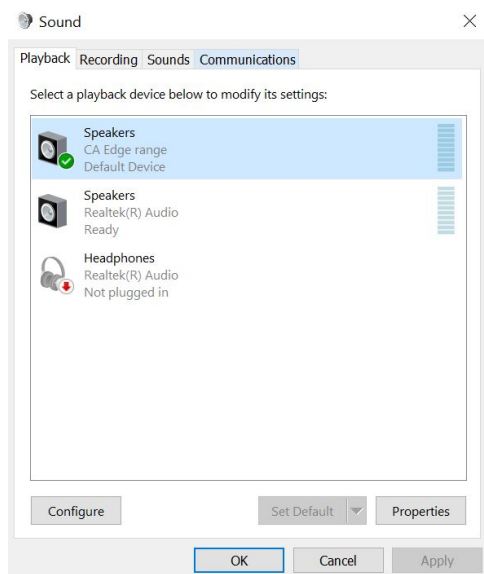 Sound
Playback Recording Sounds Communications
Select a playback device below to modify its settings:
Speakers
CA Edge range
Default Device
Speakers
Realtek(R) Audio
Ready
Headphones
Realtek(R) Audio
Not plugged in
Configure Set Default Properties
OK Cancel Apply